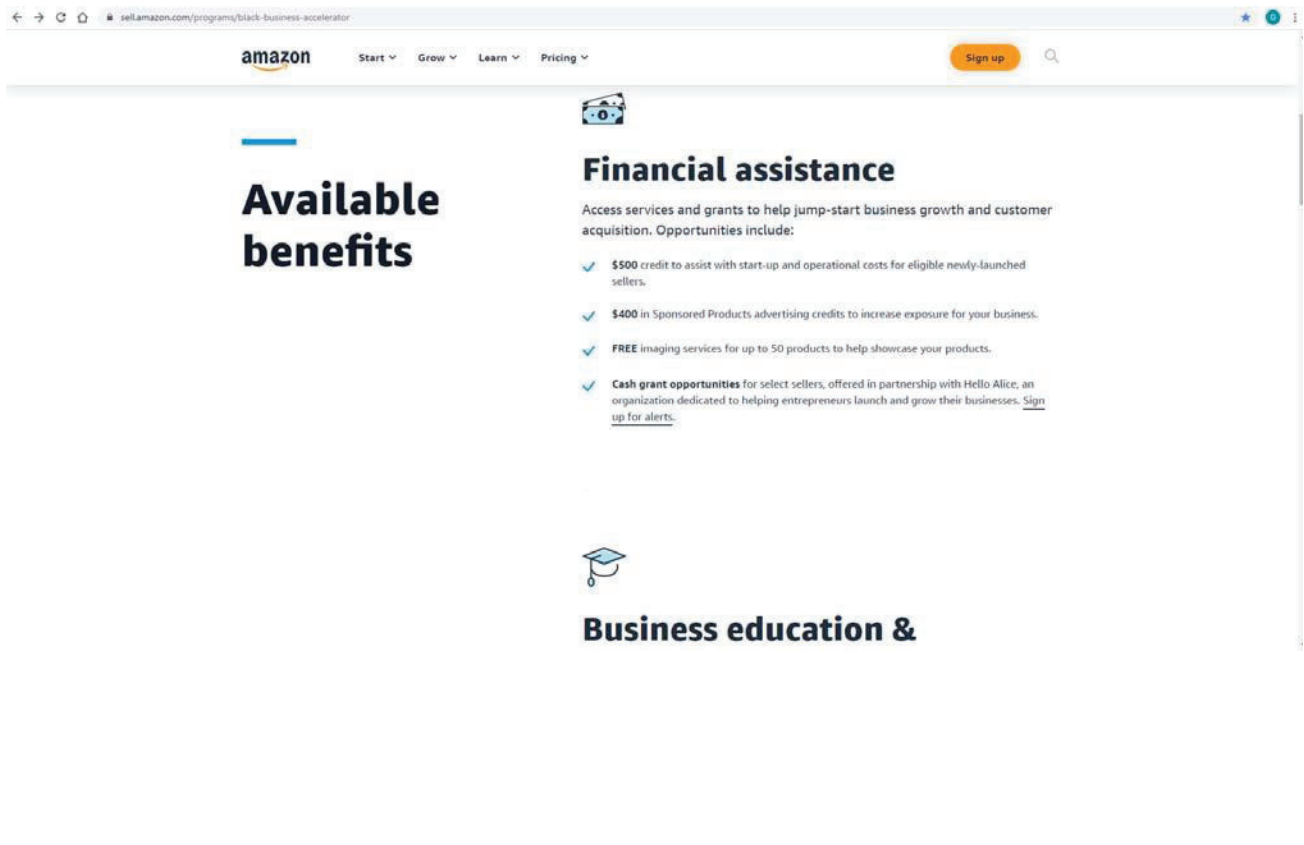 sell.amazon.com/programs/black-business-accelerator
G
amazon Start Grow Learn Pricing Sign up
Available
benefits
Financial assistance
Access services and grants to help jump-start business growth and customer
acquisition. Opportunities include:
$500 credit to assist with start-up and operational costs for eligible newly-launched
sellers.
$400 in Sponsored Products advertising credits to increase exposure for your business.
FREE imaging services for up to 50 products to help showcase your products.
Cash grant opportunities for select sellers, offered in partnership with Hello Alice, an
organization dedicated to helping entrepreneurs launch and grow their businesses. Sign
up for alerts.
Business education &